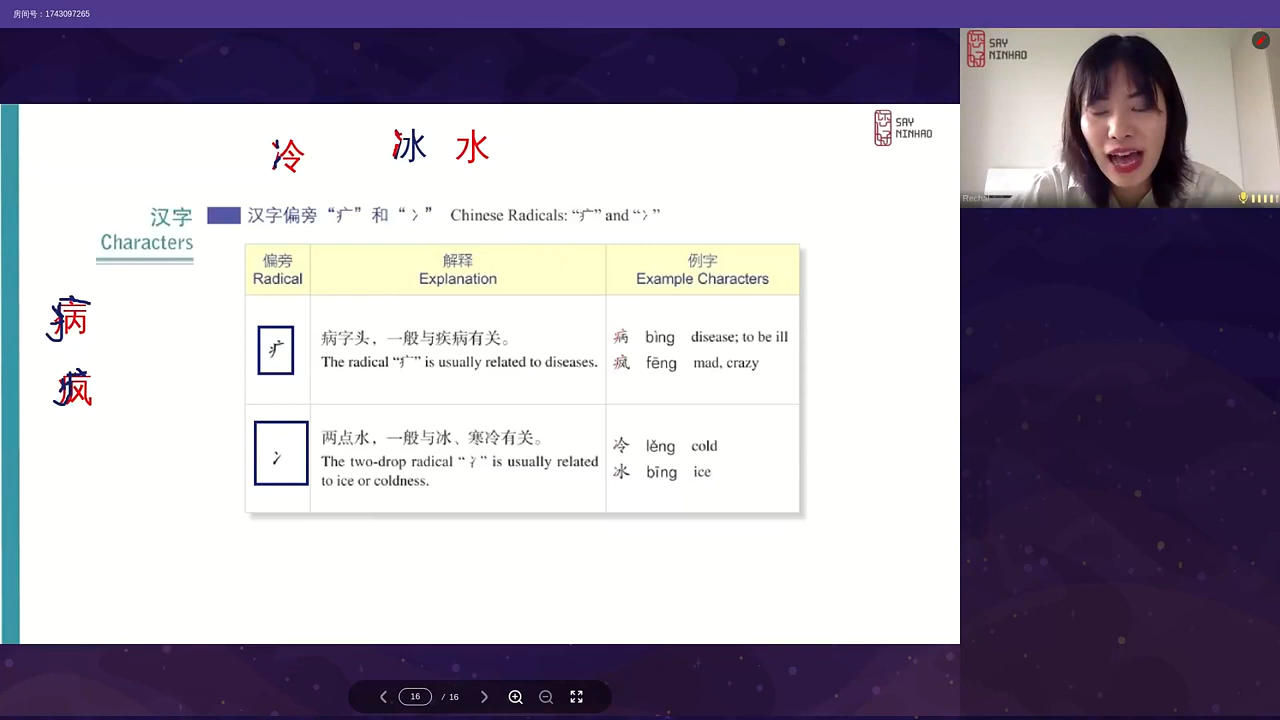 房间号：1743097265
SAY
NINHAO
冷 冰 水
SAY
NINHAO
汉字
Characters
汉字偏旁“疒”和“冫” Chinese Radicals: “疒” and “冫”
偏旁
Radical
解释
Explanation
例字
Example Characters
病
疯
疒
病字头，一般与疾病有关。
The radical “疒” is usually related to diseases.
病 bìng disease; to be ill
疯 fēng mad, crazy
冫
两点水，一般与冰、寒冷有关。
The two-drop radical “冫” is usually related
to ice or coldness.
冷 lěng cold
冰 bīng ice
16 / 16